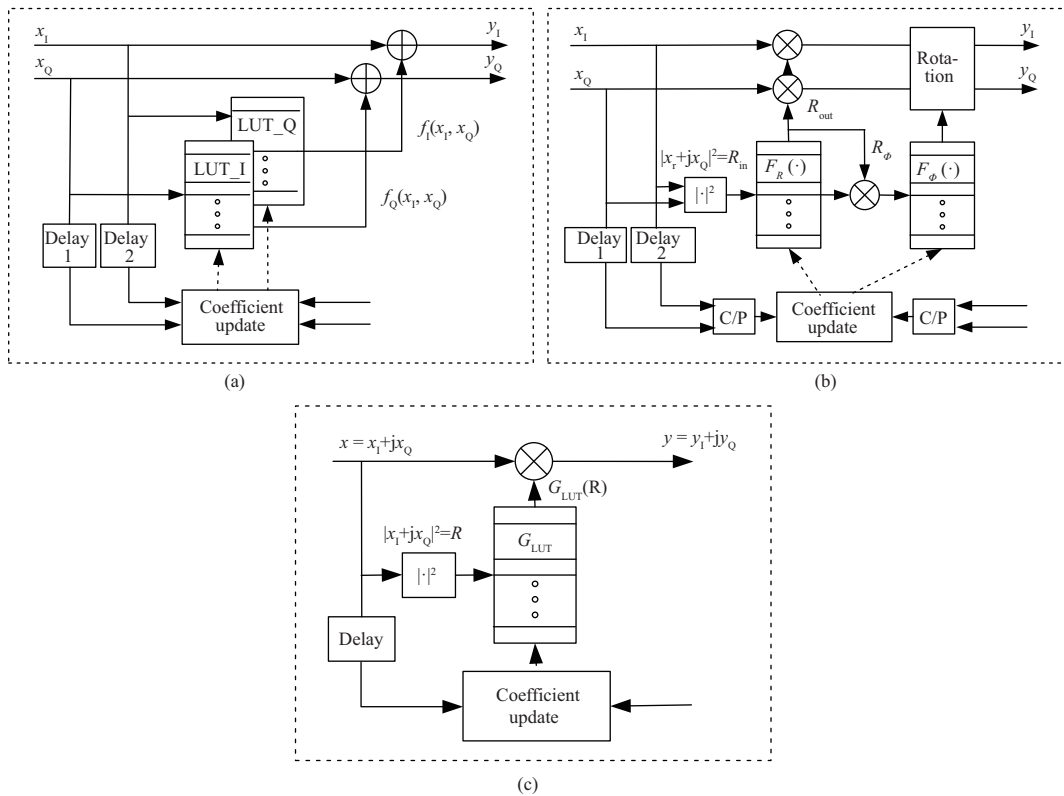 x_I
y_I
x_Q
y_Q
LUT_Q
LUT_I
f_I(x_I, x_Q)
f_Q(x_I, x_Q)
Delay
1
Delay
2
Coefficient
update
(a)
x_I
y_I
x_Q
y_Q
Rota-
tion
R_out
|x_r+jx_Q|^2=R_in
R_Φ
|·|^2
F_R (·)
F_Φ (·)
Delay
1
Delay
2
C/P
Coefficient
update
C/P
(b)
x = x_I+jx_Q
y = y_I+jy_Q
G_LUT(R)
|x_I+jx_Q|^2=R
|·|^2
G_LUT
Delay
Coefficient
update
(c)